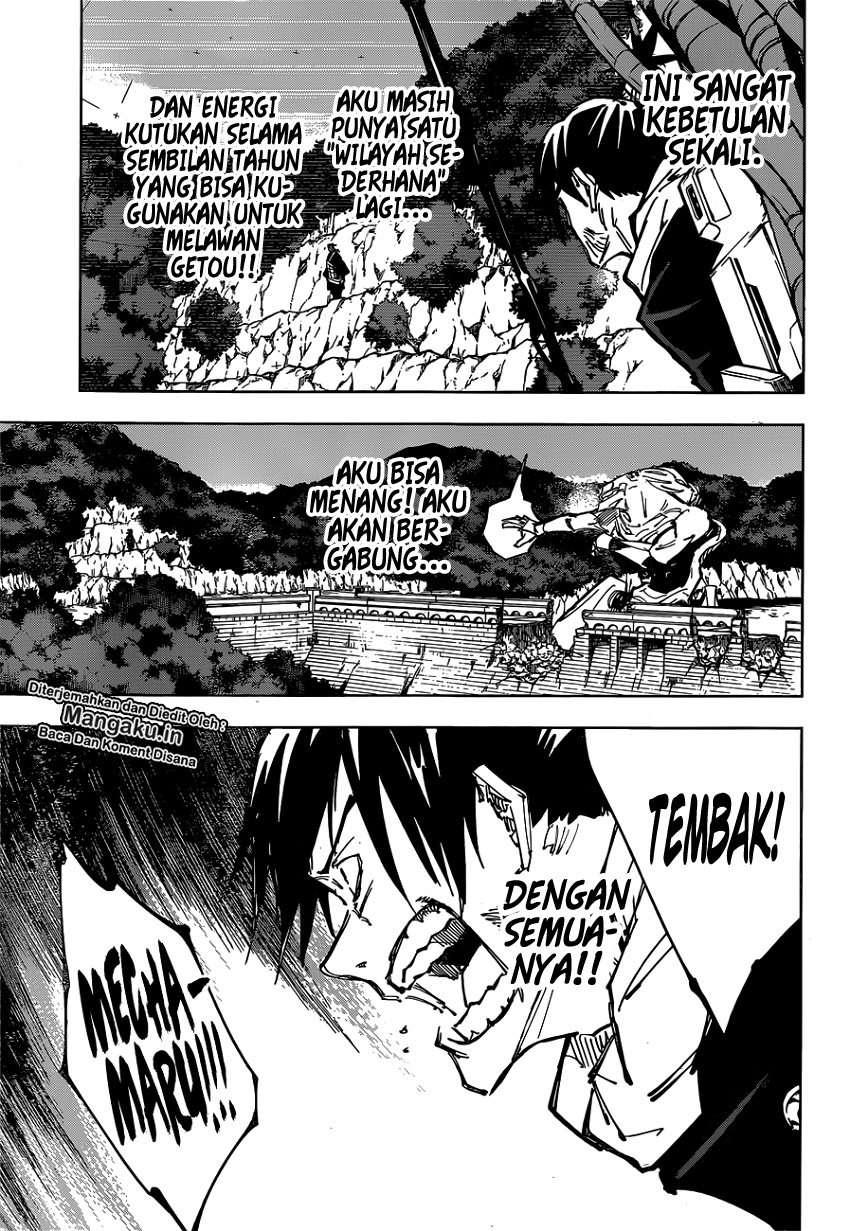 INI SANGAT
KEBETULAN
SEKALI.
AKU MASIH
PUNYA SATU
"WILAYAH SE-
DERHANA"
LAGI...
DAN ENERGI
KUTUKAN SELAMA
SEMBILAN TAHUN
YANG BISA KU-
GUNAKAN UNTUK
MELAWAN
GETOU!!
AKU BISA
MENANG! AKU
AKAN BER-
GABUNG...
Diterjemahkan dan Diedit Oleh :
Mangaku.in
Baca Dan Koment Disana
TEMBAK!
DENGAN
SEMUA-
NYA!!
MECHA-
MARU!!!